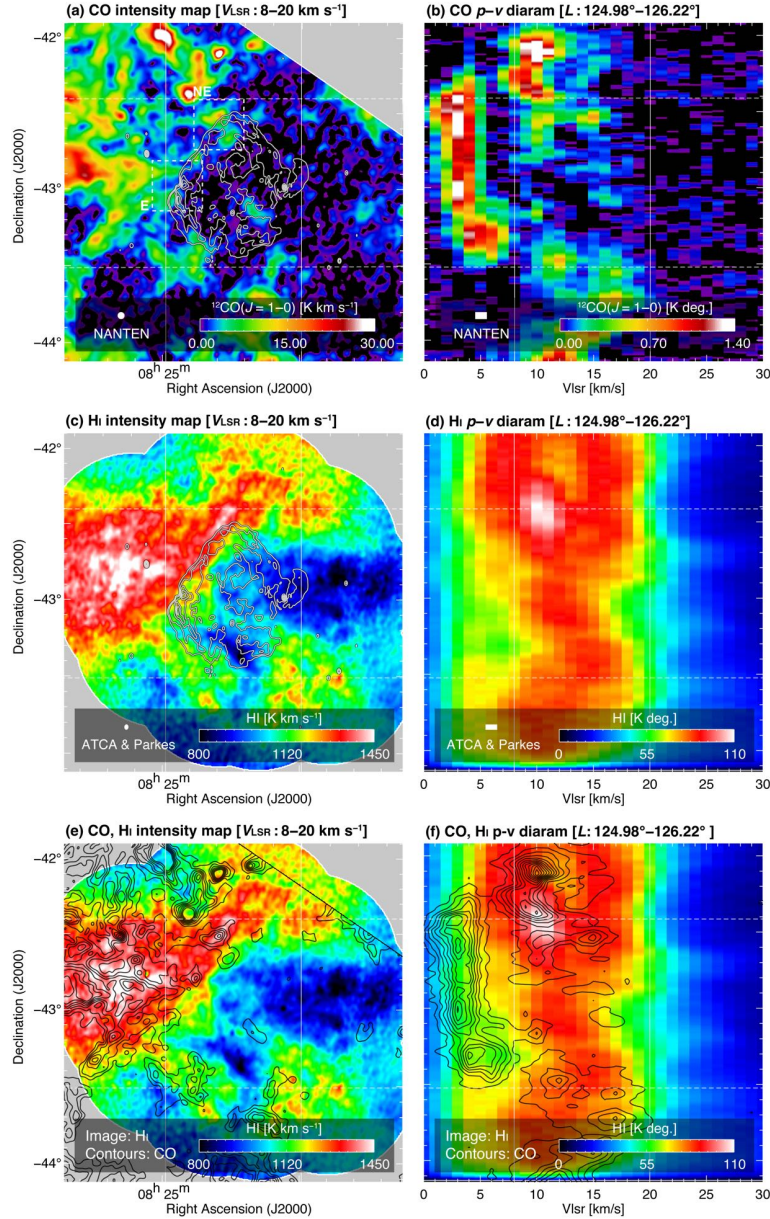 (a) CO intensity map [VLSR : 8–20 km s⁻¹]
(b) CO p–v diaram [L : 124.98°–126.22°]
Declination (J2000)
−42°
−43°
−44°
NE
E
¹²CO(J = 1–0) [K km s⁻¹]
NANTEN
0.00 15.00 30.00
08ʰ 25ᵐ
Right Ascension (J2000)
¹²CO(J = 1–0) [K deg.]
NANTEN
0.00 0.70 1.40
0 5 10 15 20 25 30
Vlsr [km/s]
(c) HI intensity map [VLSR : 8–20 km s⁻¹]
(d) HI p–v diaram [L : 124.98°–126.22°]
Declination (J2000)
−42°
−43°
−44°
HI [K km s⁻¹]
ATCA & Parkes
800 1120 1450
08ʰ 25ᵐ
Right Ascension (J2000)
HI [K deg.]
ATCA & Parkes
0 55 110
0 5 10 15 20 25 30
Vlsr [km/s]
(e) CO, HI intensity map [VLSR : 8–20 km s⁻¹]
(f) CO, HI p-v diaram [L : 124.98°–126.22° ]
Declination (J2000)
−42°
−43°
−44°
Image: HI
Contours: CO
HI [K km s⁻¹]
800 1120 1450
08ʰ 25ᵐ
Right Ascension (J2000)
Image: HI
Contours: CO
HI [K deg.]
0 55 110
0 5 10 15 20 25 30
Vlsr [km/s]